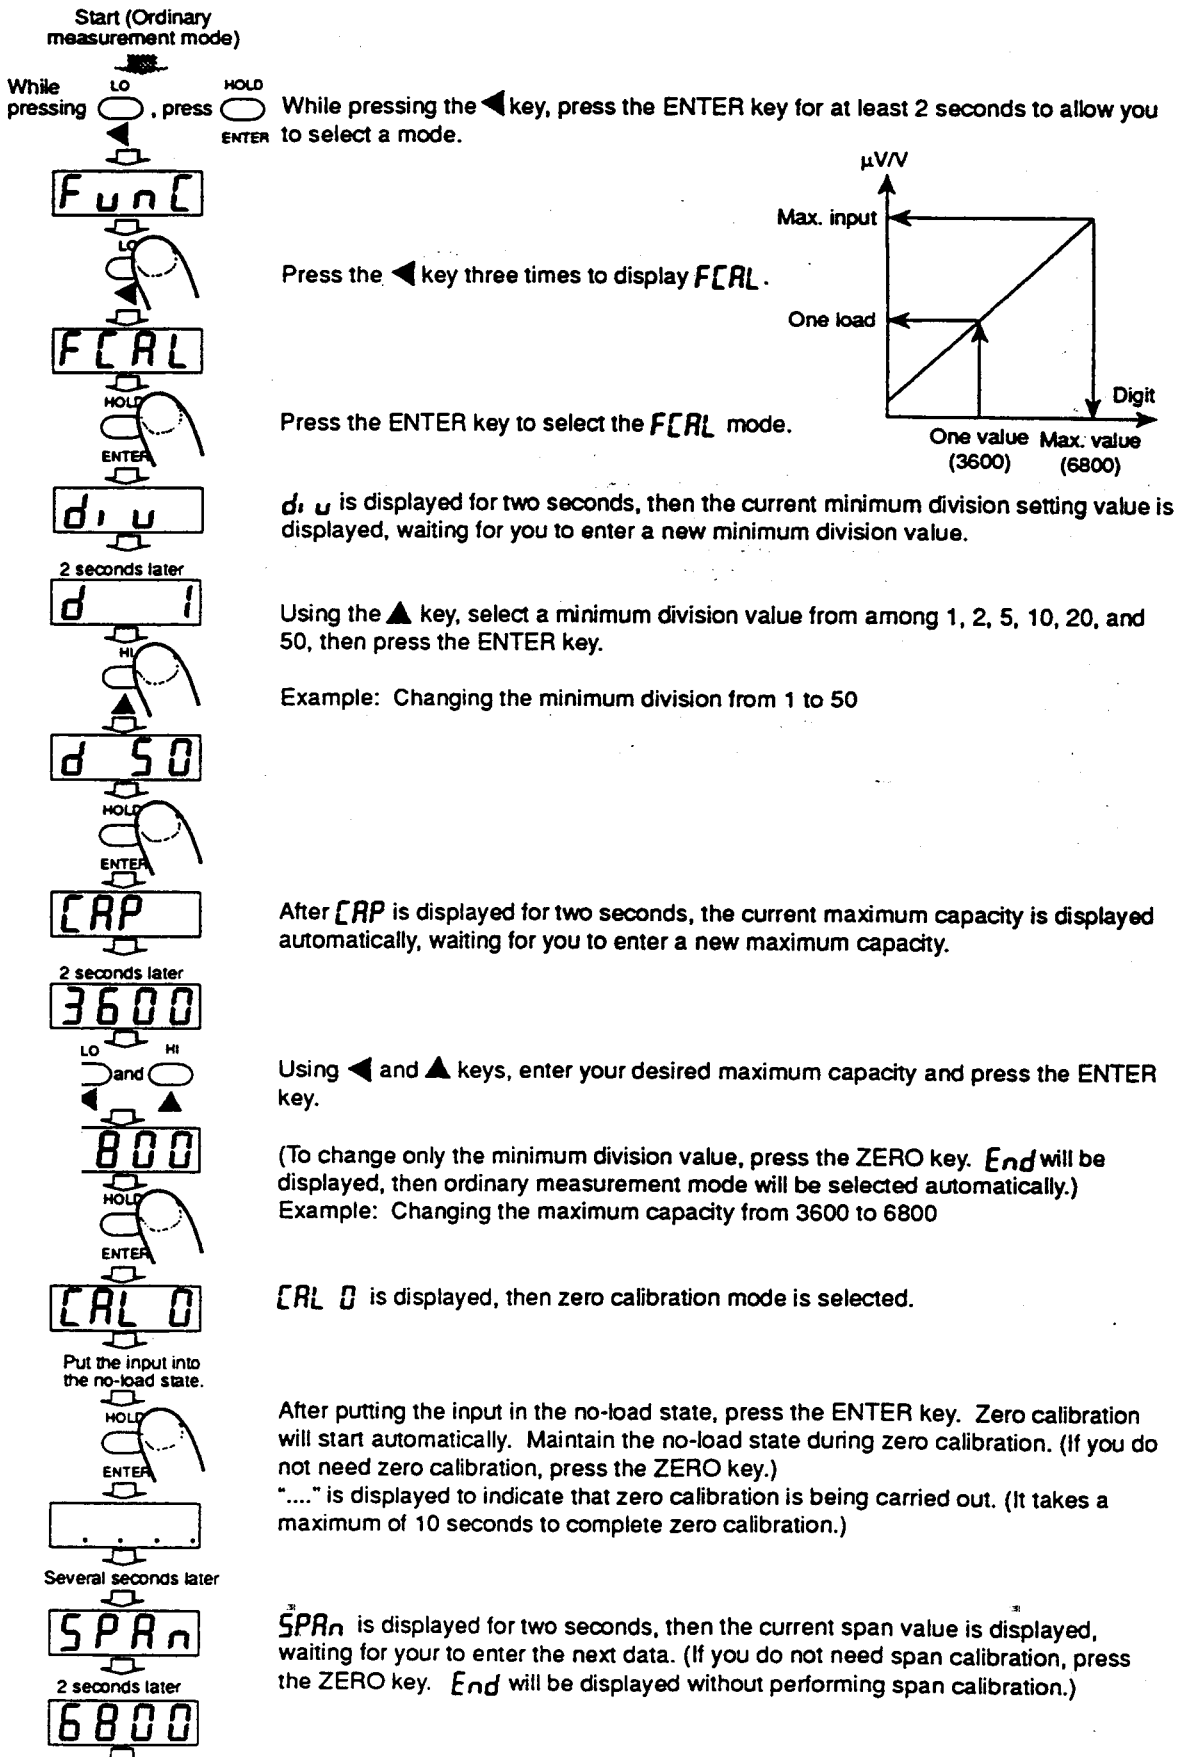 Start (Ordinary
measurement mode)
While pressing LO ◀, press HOLD ENTER
While pressing the ◀ key, press the ENTER key for at least 2 seconds to allow you
to select a mode.
FunC
µV/V
Max. input
One load
Digit
One value (3600)
Max. value (6800)
LO
◀
Press the ◀ key three times to display FCAL.
FCAL
HOLD
ENTER
Press the ENTER key to select the FCAL mode.
diu
diu is displayed for two seconds, then the current minimum division setting value is
displayed, waiting for you to enter a new minimum division value.
2 seconds later
d 1
Using the ▲ key, select a minimum division value from among 1, 2, 5, 10, 20, and
50, then press the ENTER key.
HI
▲
Example: Changing the minimum division from 1 to 50
d 50
HOLD
ENTER
CAP
After CAP is displayed for two seconds, the current maximum capacity is displayed
automatically, waiting for you to enter a new maximum capacity.
2 seconds later
3600
LO
HI
and
◀ ▲
Using ◀ and ▲ keys, enter your desired maximum capacity and press the ENTER
key.
800
(To change only the minimum division value, press the ZERO key. End will be
displayed, then ordinary measurement mode will be selected automatically.)
Example: Changing the maximum capacity from 3600 to 6800
HOLD
ENTER
CAL 0
CAL 0 is displayed, then zero calibration mode is selected.
Put the input into
the no-load state.
HOLD
ENTER
After putting the input in the no-load state, press the ENTER key. Zero calibration
will start automatically. Maintain the no-load state during zero calibration. (If you do
not need zero calibration, press the ZERO key.)
"...." is displayed to indicate that zero calibration is being carried out. (It takes a
maximum of 10 seconds to complete zero calibration.)
. . . .
Several seconds later
SPAn
SPAn is displayed for two seconds, then the current span value is displayed,
waiting for your to enter the next data. (If you do not need span calibration, press
the ZERO key. End will be displayed without performing span calibration.)
2 seconds later
6800